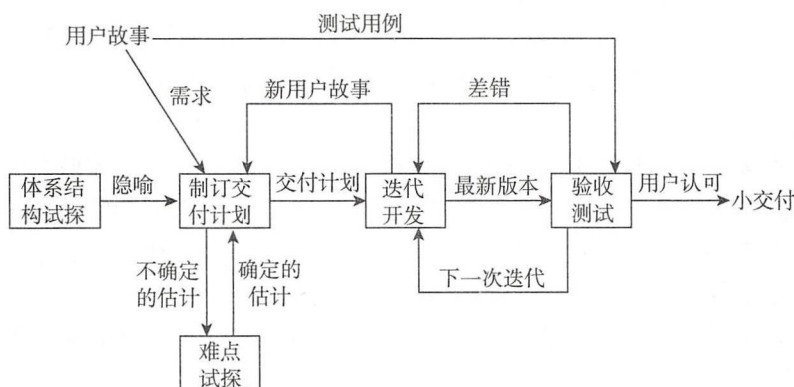 测试用例
用户故事
新用户故事
差错
需求
体系结
构试探
隐喻
制订交
付计划
交付计划
迭代
开发
最新版本
验收
测试
用户认可
小交付
不确定
的估计
确定的
估计
下一次迭代
难点
试探